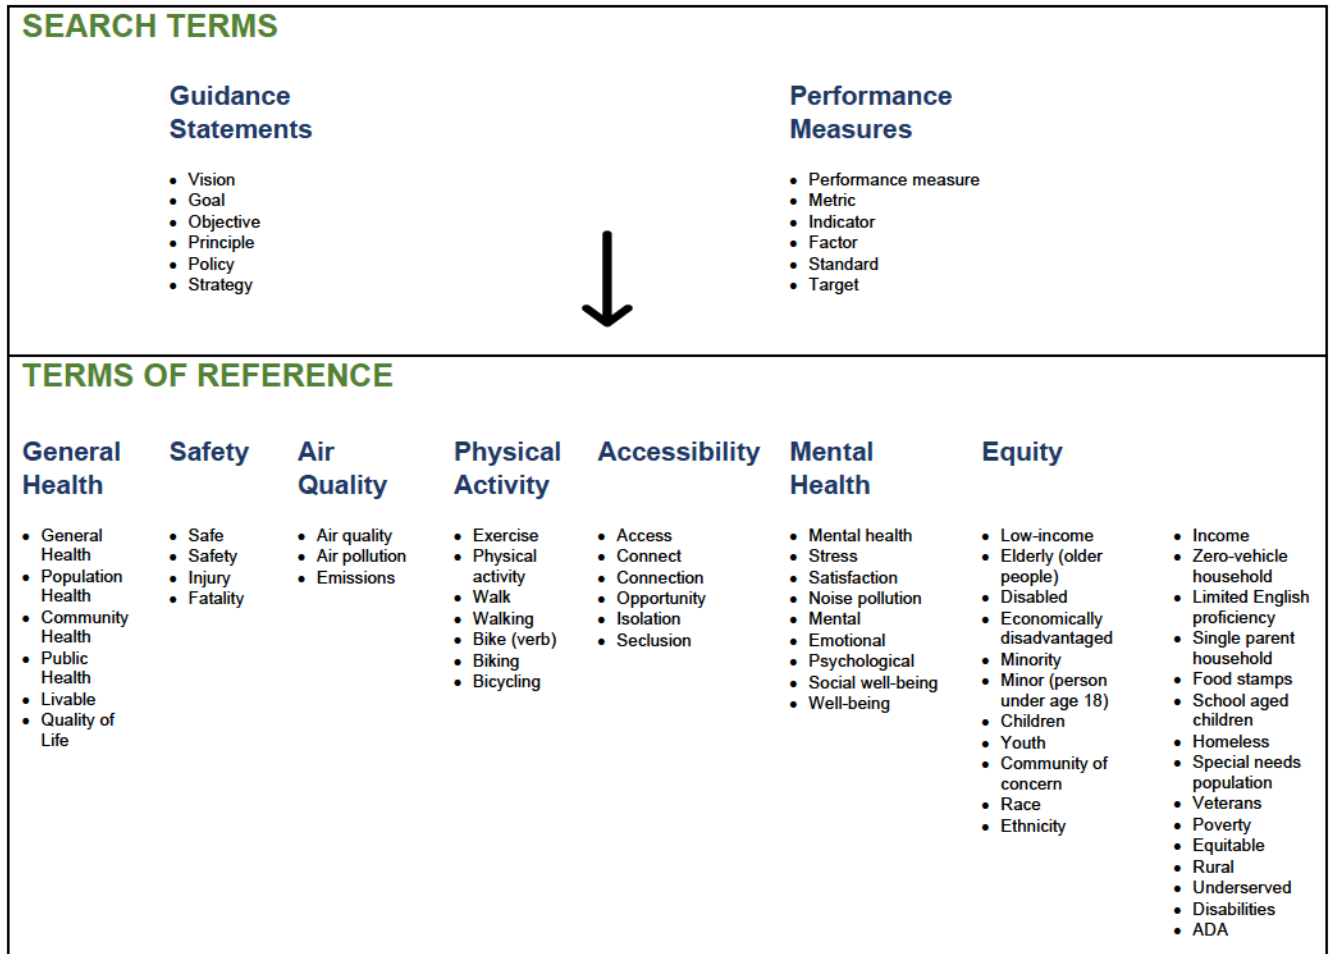 SEARCH TERMS
Guidance
Statements
• Vision
• Goal
• Objective
• Principle
• Policy
• Strategy
Performance
Measures
• Performance measure
• Metric
• Indicator
• Factor
• Standard
• Target
TERMS OF REFERENCE
General
Health
• General
Health
• Population
Health
• Community
Health
• Public
Health
• Livable
• Quality of
Life
Safety
• Safe
• Safety
• Injury
• Fatality
Air
Quality
• Air quality
• Air pollution
• Emissions
Physical
Activity
• Exercise
• Physical
activity
• Walk
• Walking
• Bike (verb)
• Biking
• Bicycling
Accessibility
• Access
• Connect
• Connection
• Opportunity
• Isolation
• Seclusion
Mental
Health
• Mental health
• Stress
• Satisfaction
• Noise pollution
• Mental
• Emotional
• Psychological
• Social well-being
• Well-being
Equity
• Low-income
• Elderly (older
people)
• Disabled
• Economically
disadvantaged
• Minority
• Minor (person
under age 18)
• Children
• Youth
• Community of
concern
• Race
• Ethnicity
• Income
• Zero-vehicle
household
• Limited English
proficiency
• Single parent
household
• Food stamps
• School aged
children
• Homeless
• Special needs
population
• Veterans
• Poverty
• Equitable
• Rural
• Underserved
• Disabilities
• ADA